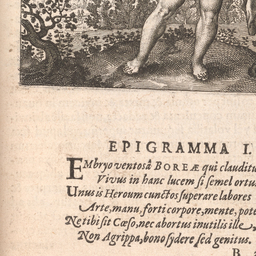 EPIGRAMMA I.
EMbryo ventosâ BOREÆ qui clauditu
Vivus in hanc lucem si semel ortu
Unus is Heroum cunctos superare labores
Arte, manu, forti corpore, mente, pote
Ne tibi sit Cæso, nec abortus inutilis ille,
Non Agrippa, bono sydere sed genitus.
B